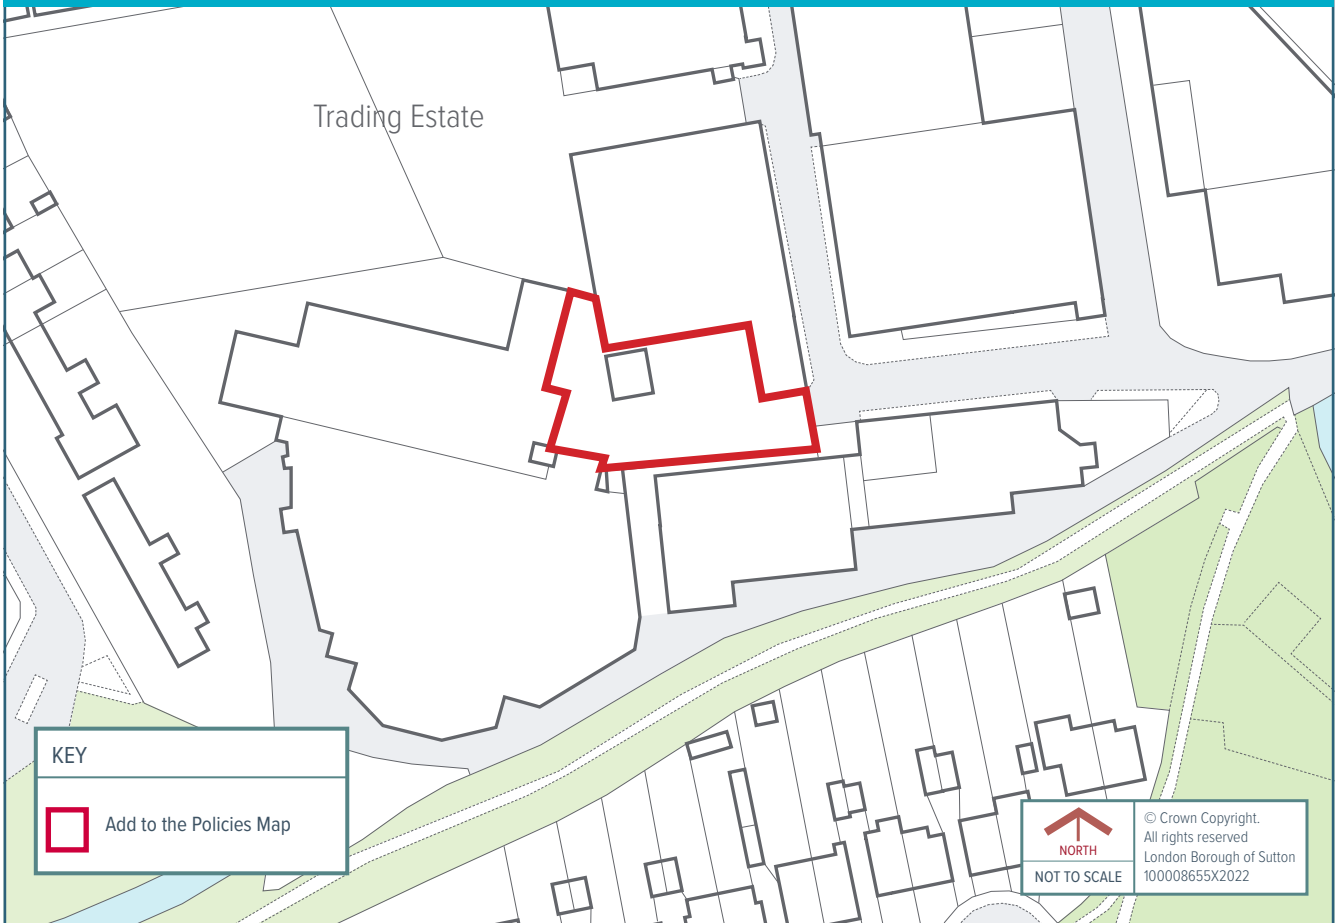 Trading Estate
KEY
Add to the Policies Map
NORTH
NOT TO SCALE
© Crown Copyright.
All rights reserved
London Borough of Sutton
100008655X2022